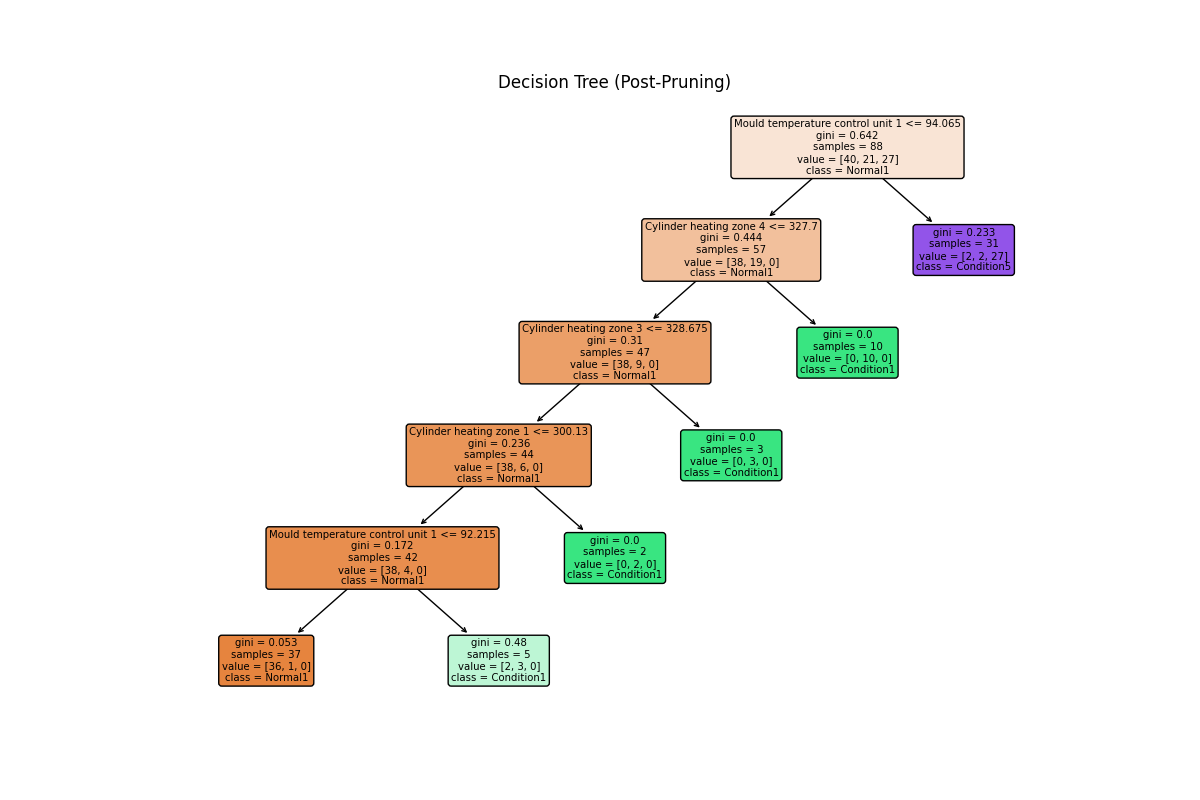 Decision Tree (Post-Pruning)
Mould temperature control unit 1 <= 94.065
gini = 0.642
samples = 88
value = [40, 21, 27]
class = Normal1
Cylinder heating zone 4 <= 327.7
gini = 0.444
samples = 57
value = [38, 19, 0]
class = Normal1
gini = 0.233
samples = 31
value = [2, 2, 27]
class = Condition5
Cylinder heating zone 3 <= 328.675
gini = 0.31
samples = 47
value = [38, 9, 0]
class = Normal1
gini = 0.0
samples = 10
value = [0, 10, 0]
class = Condition1
Cylinder heating zone 1 <= 300.13
gini = 0.236
samples = 44
value = [38, 6, 0]
class = Normal1
gini = 0.0
samples = 3
value = [0, 3, 0]
class = Condition1
Mould temperature control unit 1 <= 92.215
gini = 0.172
samples = 42
value = [38, 4, 0]
class = Normal1
gini = 0.0
samples = 2
value = [0, 2, 0]
class = Condition1
gini = 0.053
samples = 37
value = [36, 1, 0]
class = Normal1
gini = 0.48
samples = 5
value = [2, 3, 0]
class = Condition1